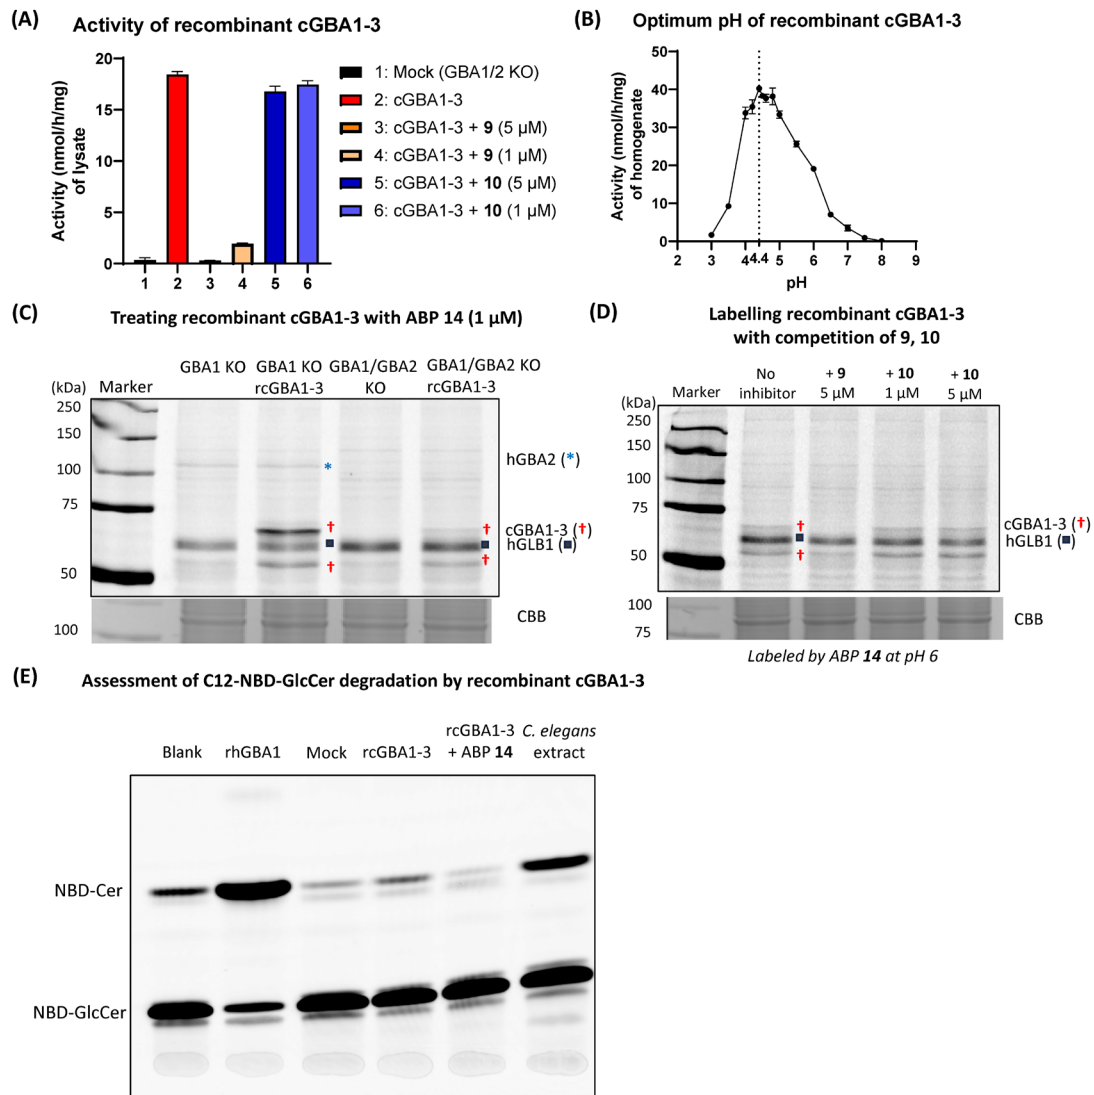 (A)
Activity of recombinant cGBA1-3
Activity (nmol/h/mg)
of lysate
20
15
10
5
0
1
2
3
4
5
6
1: Mock (GBA1/2 KO)
2: cGBA1-3
3: cGBA1-3 + 9 (5 µM)
4: cGBA1-3 + 9 (1 µM)
5: cGBA1-3 + 10 (5 µM)
6: cGBA1-3 + 10 (1 µM)
(B)
Optimum pH of recombinant cGBA1-3
Activity (nmol/h/mg)
of homogenate
50
40
30
20
10
0
2
3
4
4.4
5
6
7
8
9
pH
(C)
Treating recombinant cGBA1-3 with ABP 14 (1 µM)
GBA1 KO
GBA1 KO
rcGBA1-3
GBA1/GBA2
KO
GBA1/GBA2 KO
rcGBA1-3
(kDa)
Marker
250
150
100
75
50
100
*
†
■
†
†
■
†
hGBA2 (*)
cGBA1-3 (†)
hGLB1 (■)
CBB
(D)
Labelling recombinant cGBA1-3
with competition of 9, 10
No
inhibitor
+ 9
5 µM
+ 10
1 µM
+ 10
5 µM
(kDa)
Marker
250
150
100
75
50
100
75
†
■
†
cGBA1-3 (†)
hGLB1 (■)
CBB
Labeled by ABP 14 at pH 6
(E)
Assessment of C12-NBD-GlcCer degradation by recombinant cGBA1-3
Blank
rhGBA1
Mock
rcGBA1-3
rcGBA1-3
+ ABP 14
C. elegans
extract
NBD-Cer
NBD-GlcCer